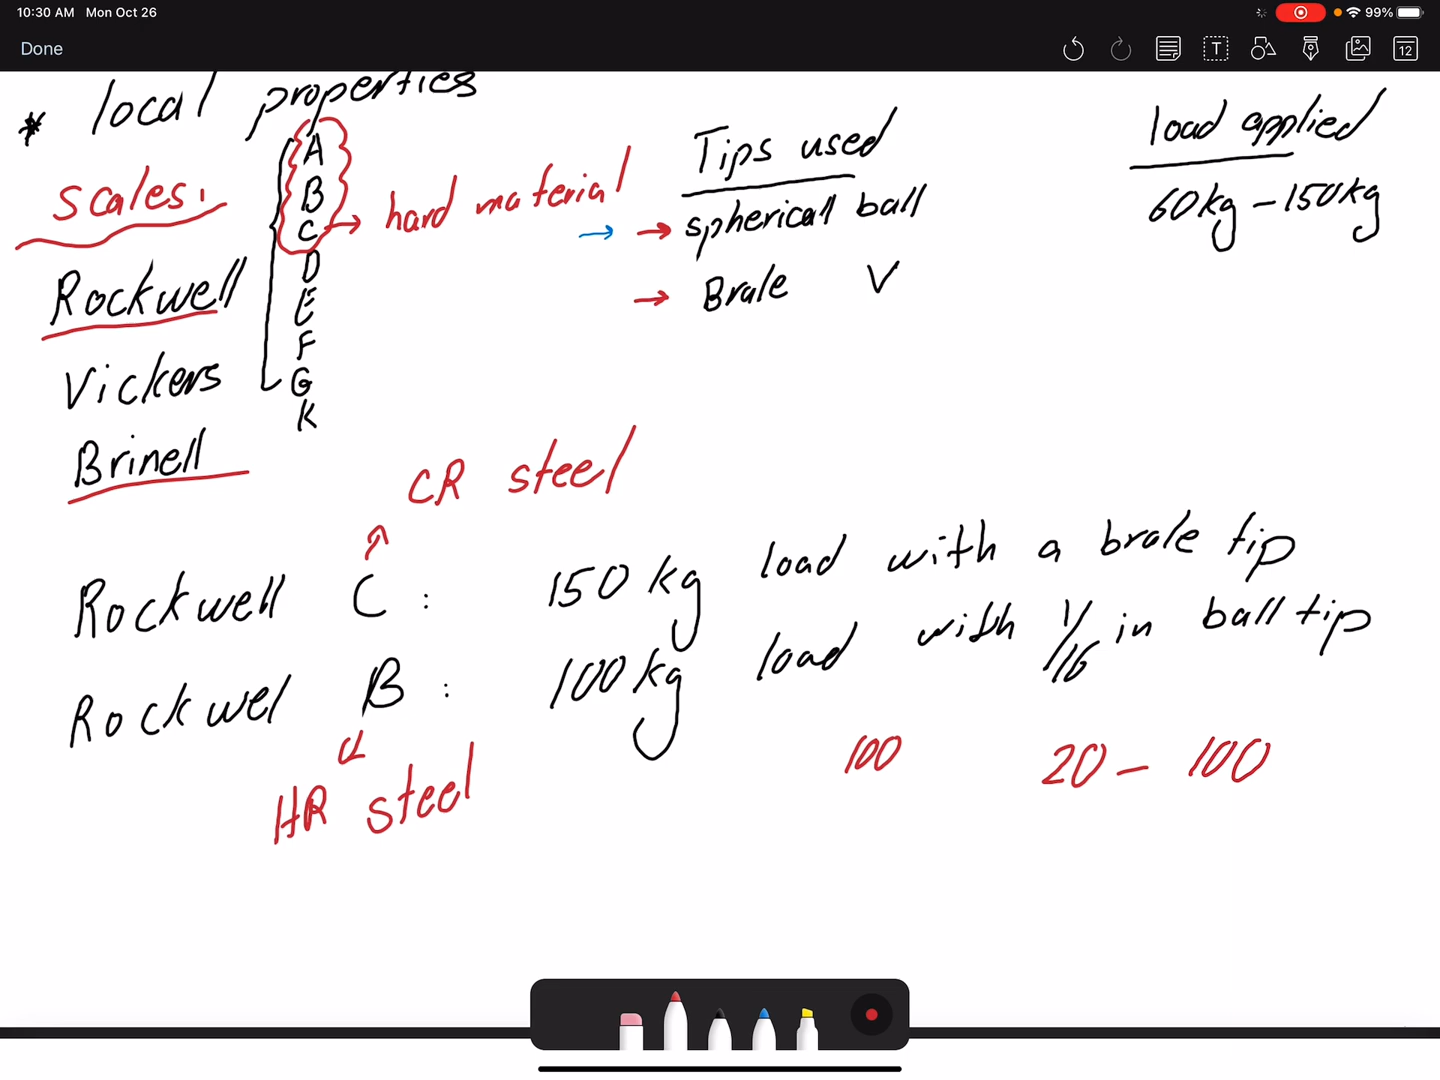 10:30 AM Mon Oct 26
99%
Done
T
12
* local properties
scales.
A
B
C → hard material
D
E
F
G
K
Rockwell
Vickers
Brinell
Tips used
→ → sphericall ball
→ Brale V
load applied
60kg - 150kg
CR steel
Rockwell C : 150 kg load with a brale tip
Rockwel B : 100 kg load with 1/16 in ball tip
HR steel
100 20 - 100